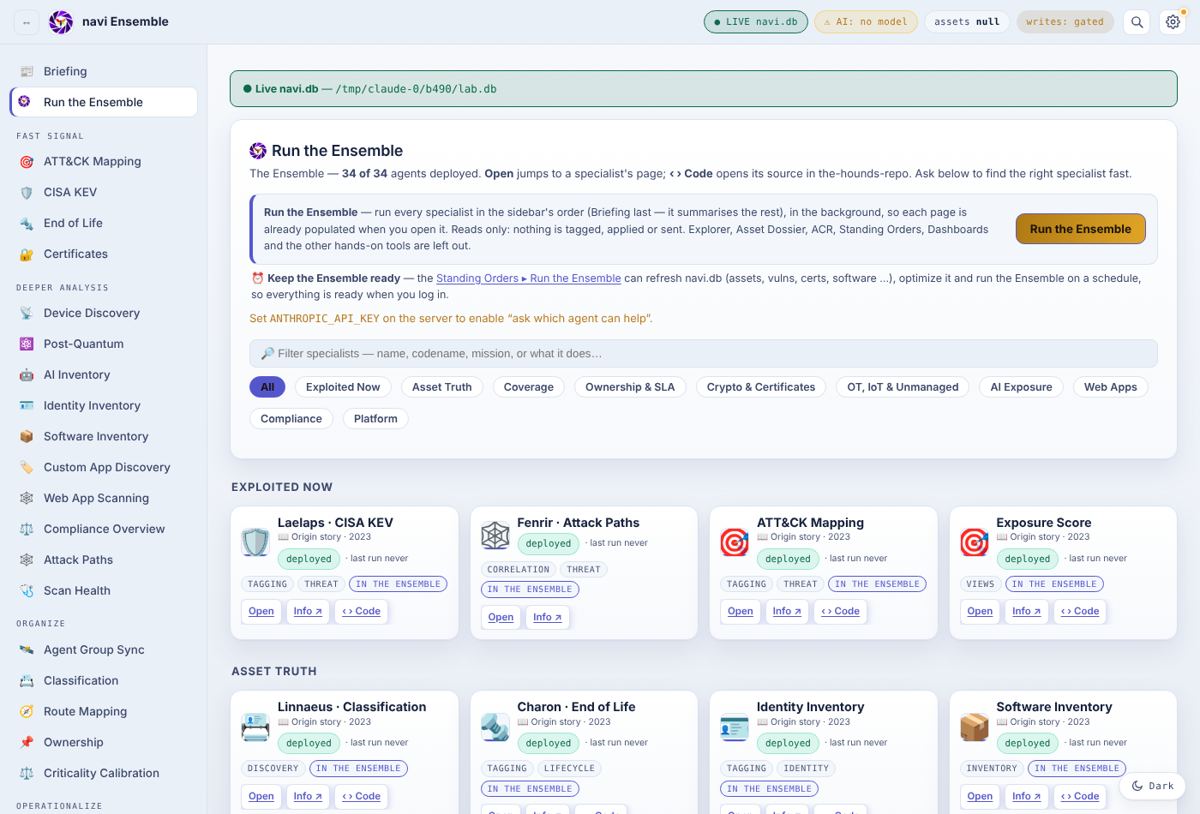 ↔ navi Ensemble ● LIVE navi.db ⚠ AI: no model assets null writes: gated
📰 Briefing
Run the Ensemble
FAST SIGNAL
🎯 ATT&CK Mapping
🛡️ CISA KEV
🔩 End of Life
🔐 Certificates
DEEPER ANALYSIS
📡 Device Discovery
⚛️ Post-Quantum
🤖 AI Inventory
🪪 Identity Inventory
📦 Software Inventory
🏷️ Custom App Discovery
🕸️ Web App Scanning
⚖️ Compliance Overview
🕸️ Attack Paths
🩺 Scan Health
ORGANIZE
🛰️ Agent Group Sync
📇 Classification
🧭 Route Mapping
📌 Ownership
⚖️ Criticality Calibration
OPERATIONALIZE
● Live navi.db — /tmp/claude-0/b490/lab.db
Run the Ensemble
The Ensemble — 34 of 34 agents deployed. Open jumps to a specialist's page; ‹ › Code opens its source in the-hounds-repo. Ask below to find the right specialist fast.
Run the Ensemble — run every specialist in the sidebar's order (Briefing last — it summarises the rest), in the background, so each page is
already populated when you open it. Reads only: nothing is tagged, applied or sent. Explorer, Asset Dossier, ACR, Standing Orders, Dashboards
and the other hands-on tools are left out.
Run the Ensemble
⏰ Keep the Ensemble ready — the Standing Orders ▸ Run the Ensemble can refresh navi.db (assets, vulns, certs, software …), optimize it and run the Ensemble on a schedule,
so everything is ready when you log in.
Set ANTHROPIC_API_KEY on the server to enable “ask which agent can help”.
🔎 Filter specialists — name, codename, mission, or what it does…
All Exploited Now Asset Truth Coverage Ownership & SLA Crypto & Certificates OT, IoT & Unmanaged AI Exposure Web Apps
Compliance Platform
EXPLOITED NOW
Laelaps · CISA KEV
📖 Origin story · 2023
deployed · last run never
TAGGING THREAT IN THE ENSEMBLE
Open Info ↗ ‹ › Code
Fenrir · Attack Paths
deployed · last run never
CORRELATION THREAT
IN THE ENSEMBLE
Open Info ↗
ATT&CK Mapping
📖 Origin story · 2023
deployed · last run never
TAGGING THREAT IN THE ENSEMBLE
Open Info ↗ ‹ › Code
Exposure Score
📖 Origin story · 2023
deployed · last run never
VIEWS IN THE ENSEMBLE
Open Info ↗ ‹ › Code
ASSET TRUTH
Linnaeus · Classification
📖 Origin story · 2023
deployed · last run never
DISCOVERY IN THE ENSEMBLE
Open Info ↗ ‹ › Code
Charon · End of Life
📖 Origin story · 2023
deployed · last run never
TAGGING LIFECYCLE
IN THE ENSEMBLE
Identity Inventory
📖 Origin story · 2023
deployed · last run never
TAGGING IDENTITY
IN THE ENSEMBLE
Software Inventory
📖 Origin story · 2023
deployed · last run never
INVENTORY IN THE ENSEMBLE
Open Info ↗ ‹ › Code
Dark